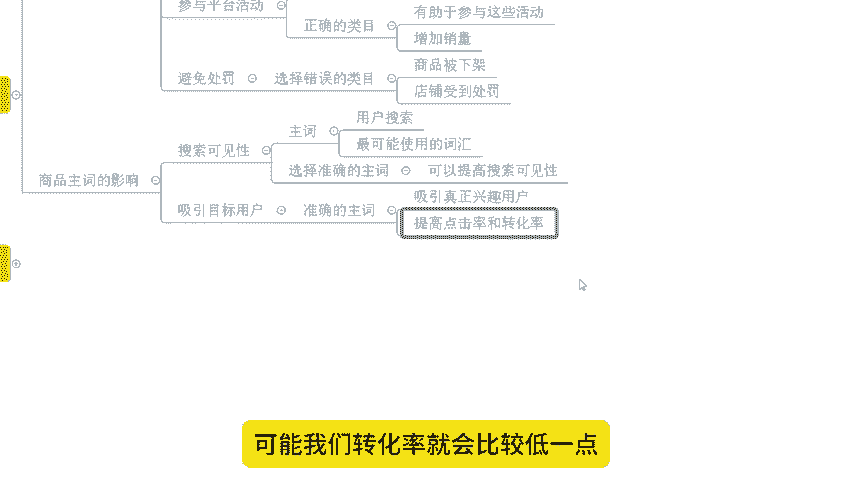 参与平台活动
有助于参与这些活动
正确的类目
增加销量
商品被下架
避免处罚
选择错误的类目
店铺受到处罚
用户搜索
主词
最可能使用的词汇
搜索可见性
选择准确的主词
可以提高搜索可见性
商品主词的影响
吸引真正兴趣用户
吸引目标用户
准确的主词
提高点击率和转化率
可能我们转化率就会比较低一点